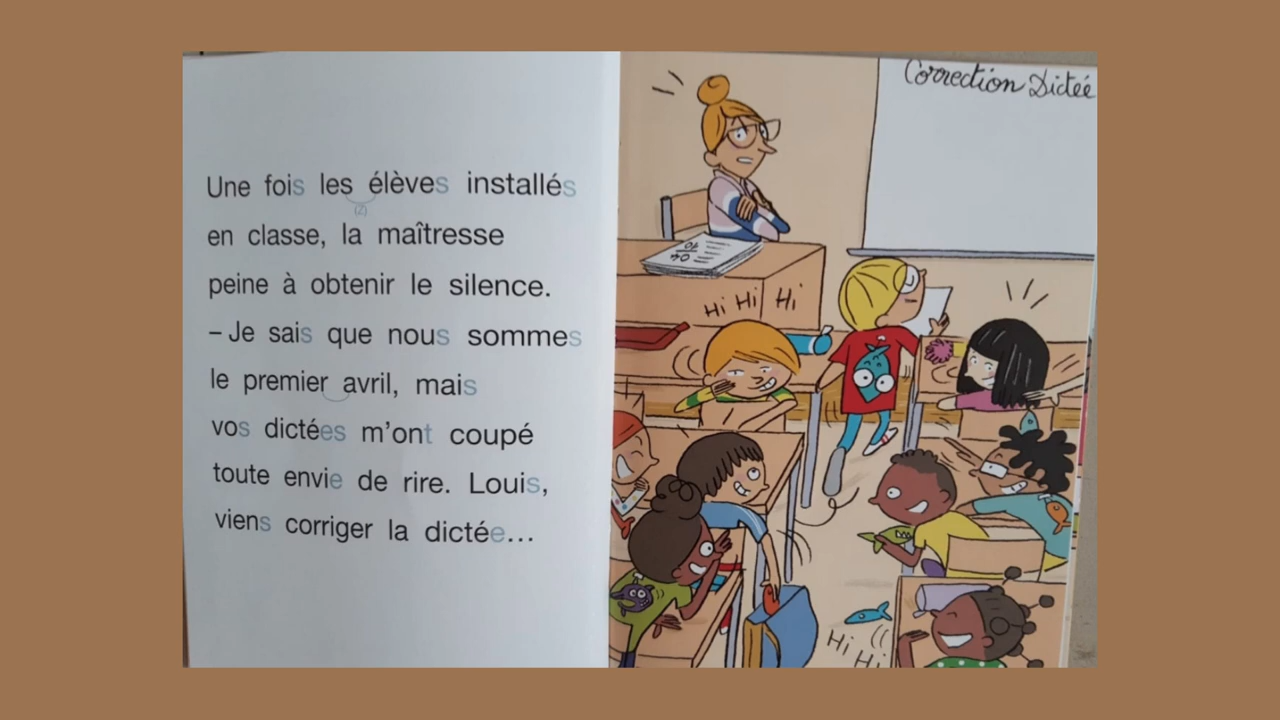 Une fois les élèves installés
(z)
en classe, la maîtresse
peine à obtenir le silence.
– Je sais que nous sommes
le premier avril, mais
vos dictées m'ont coupé
toute envie de rire. Louis,
viens corriger la dictée...
Correction Dictée
Hi Hi Hi
Hi
Hi